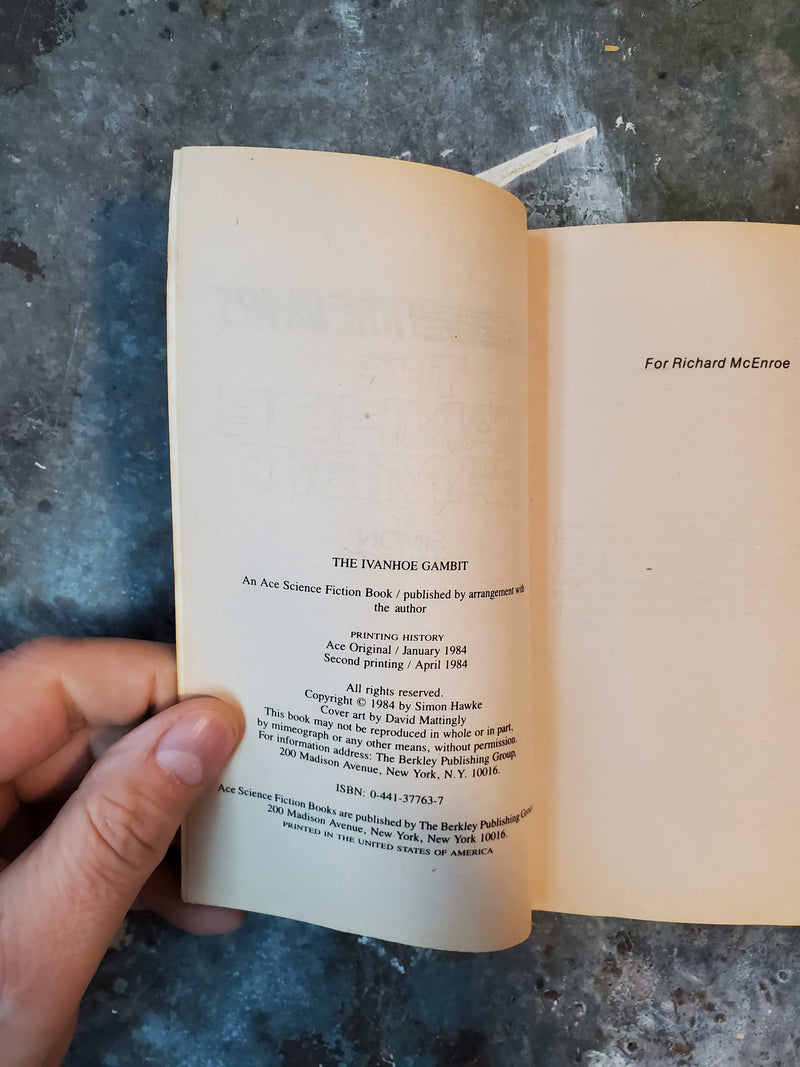 THE IVANHOE GAMBIT
An Ace Science Fiction Book / published by arrangement with
the author
PRINTING HISTORY
Ace Original / January 1984
Second printing / April 1984
All rights reserved.
Copyright © 1984 by Simon Hawke
Cover art by David Mattingly
This book may not be reproduced in whole or in part,
by mimeograph or any other means, without permission.
For information address: The Berkley Publishing Group,
200 Madison Avenue, New York, N.Y. 10016.
ISBN: 0-441-37763-7
Ace Science Fiction Books are published by The Berkley Publishing Group
200 Madison Avenue, New York, New York 10016.
PRINTED IN THE UNITED STATES OF AMERICA
For Richard McEnroe